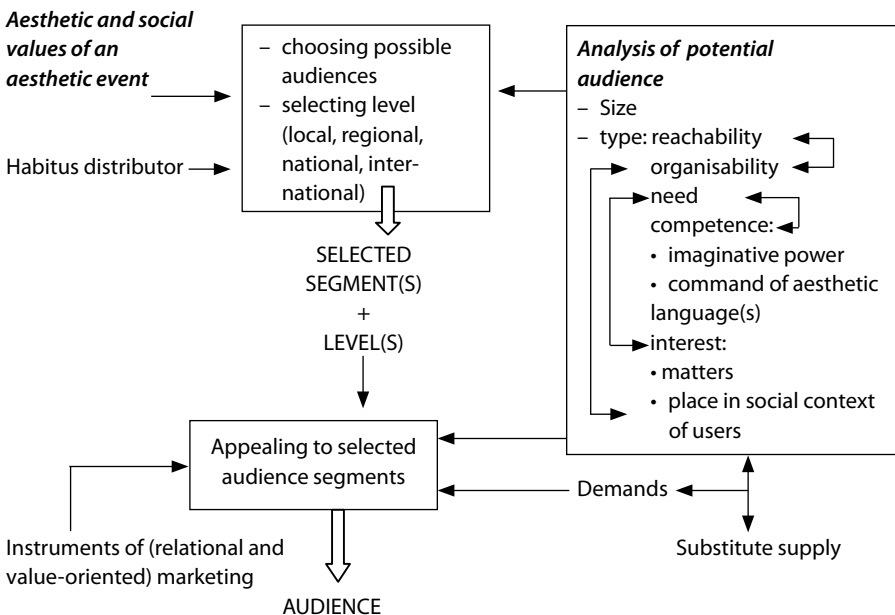 Aesthetic and social
values of an
aesthetic event
Habitus distributor
– choosing possible
audiences
– selecting level
(local, regional,
national, inter-
national)
SELECTED
SEGMENT(S)
+
LEVEL(S)
Analysis of potential
audience
– Size
– type: reachability
organisability
need
competence:
• imaginative power
• command of aesthetic
language(s)
interest:
• matters
• place in social context
of users
Appealing to selected
audience segments
Demands
Substitute supply
Instruments of (relational and
value-oriented) marketing
AUDIENCE